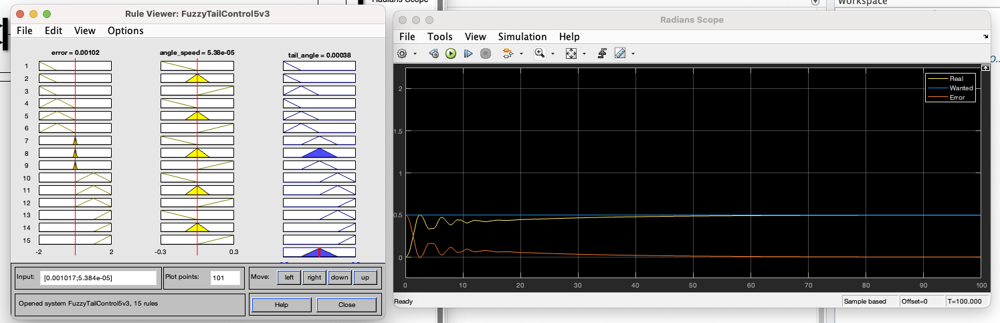 Rule Viewer: FuzzyTailControl5v3
File Edit View Options
error = 0.00102
angle_speed = 5.38e-05
tail_angle = 0.00038
1
2
3
4
5
6
7
8
9
10
11
12
13
14
15
-2 2
-0.3 0.3
Input: [0.001017;5.384e-05]
Plot points: 101
Move: left right down up
Opened system FuzzyTailControl5v3, 15 rules
Help Close
Radians Scope
Workspace
Radians Scope
File Tools View Simulation Help
Real
Wanted
Error
2
1.5
1
0.5
0
0 10 20 30 40 50 60 70 80 90 100
Ready
Sample based Offset=0 T=100.000